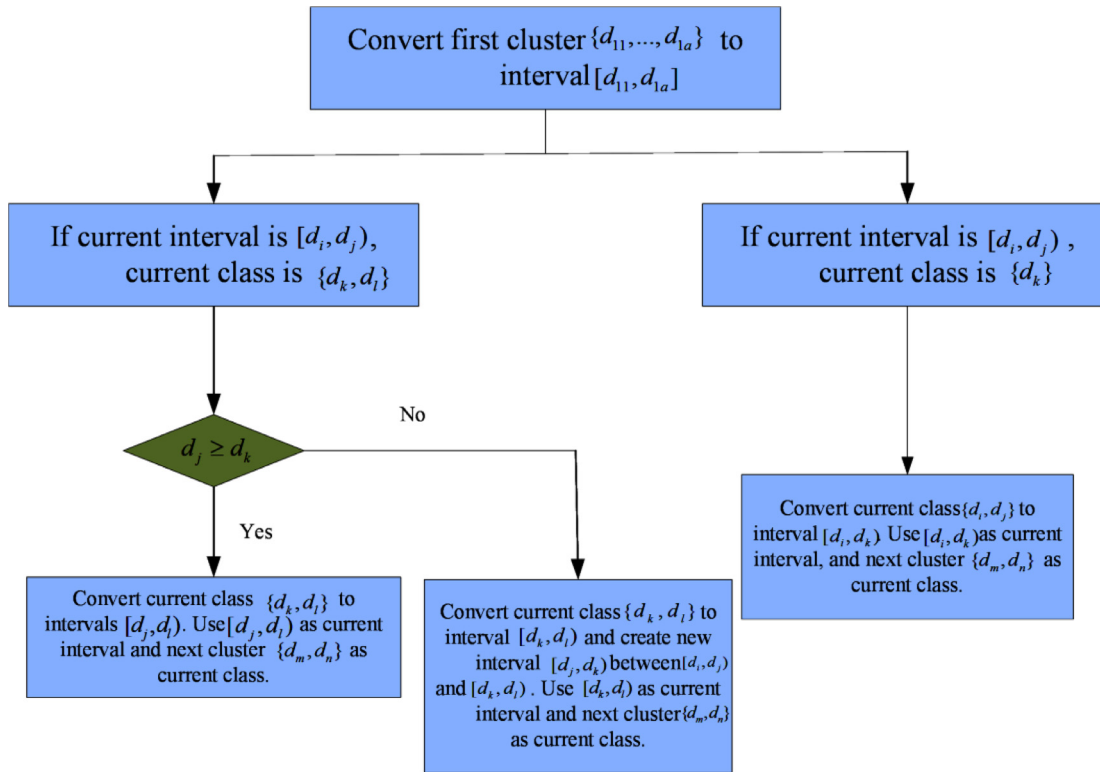 Convert first cluster {d₁₁,...,d₁ₐ} to
interval [d₁₁,d₁ₐ]
If current interval is [dᵢ,dⱼ),
current class is {dₖ,dₗ}
If current interval is [dᵢ,dⱼ) ,
current class is {dₖ}
dⱼ ≥ dₖ
No
Yes
Convert current class {dₖ,dₗ} to
intervals [dⱼ,dₗ). Use[dⱼ,dₗ) as current
interval and next cluster {dₘ,dₙ} as
current class.
Convert current class{dₖ,dₗ} to
interval [dₖ,dₗ) and create new
interval [dⱼ,dₖ)between[dᵢ,dⱼ)
and [dₖ,dₗ) . Use [dₖ,dₗ) as current
interval and next cluster{dₘ,dₙ}
as current class.
Convert current class{dᵢ,dⱼ} to
interval [dᵢ,dₖ). Use [dᵢ,dₖ)as current
interval, and next cluster {dₘ,dₙ} as
current class.